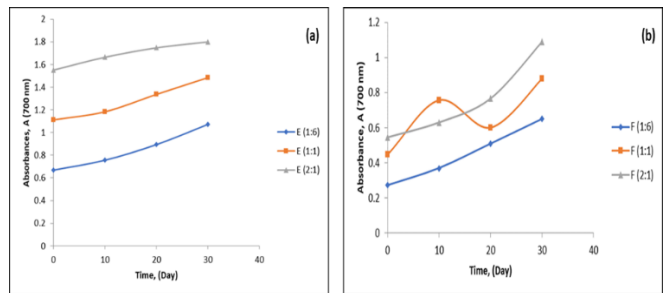 (a)
Absorbances, A (700 nm)
2
1.8
1.6
1.4
1.2
1
0.8
0.6
0.4
0.2
0
0 10 20 30 40
Time, (Day)
E (1:6)
E (1:1)
E (2:1)
(b)
Absorbance, A (700 nm)
1.2
1
0.8
0.6
0.4
0.2
0
0 10 20 30 40
Time, (Day)
F (1:6)
F (1:1)
F (2:1)